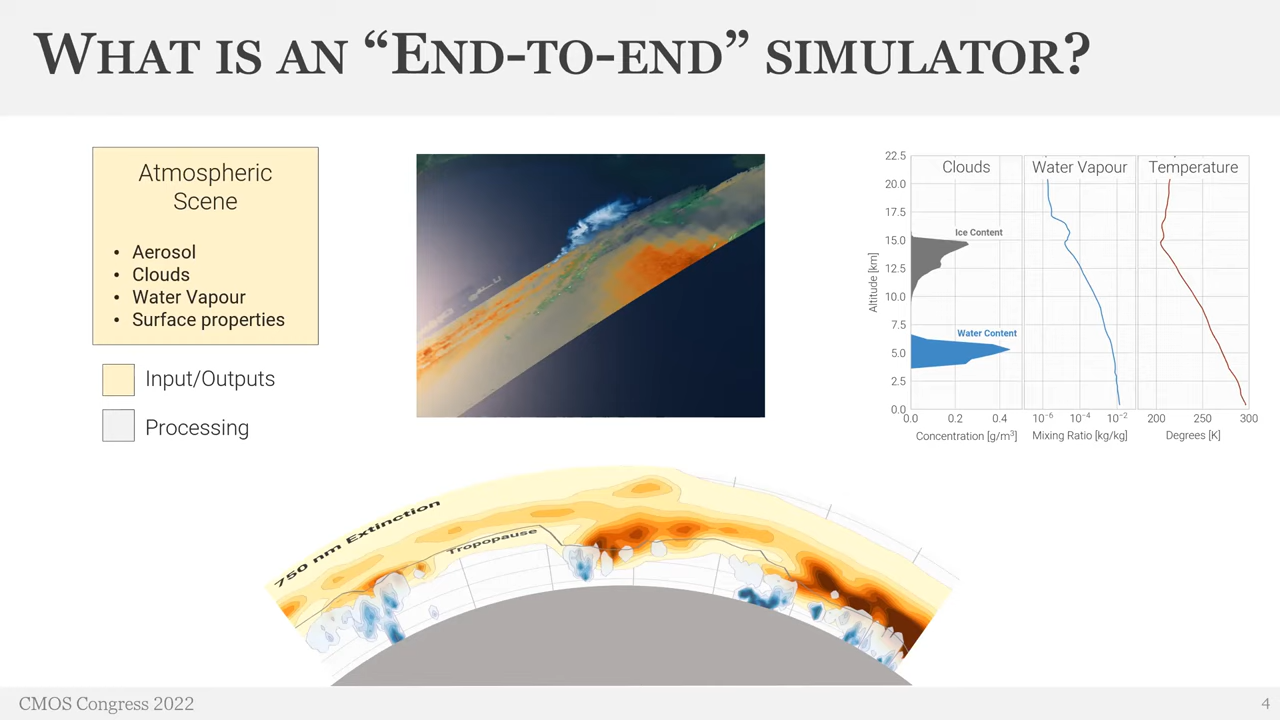 WHAT IS AN “END-TO-END” SIMULATOR?
Atmospheric
Scene
• Aerosol
• Clouds
• Water Vapour
• Surface properties
Input/Outputs
Processing
Clouds
Water Vapour
Temperature
22.5
20.0
17.5
15.0
12.5
10.0
7.5
5.0
2.5
0.0
Altitude [km]
Ice Content
Water Content
0.0 0.2 0.4
10⁻⁶ 10⁻⁴ 10⁻²
200 250 300
Concentration [g/m³]
Mixing Ratio [kg/kg]
Degrees [K]
750 nm Extinction
Tropopause
CMOS Congress 2022
4